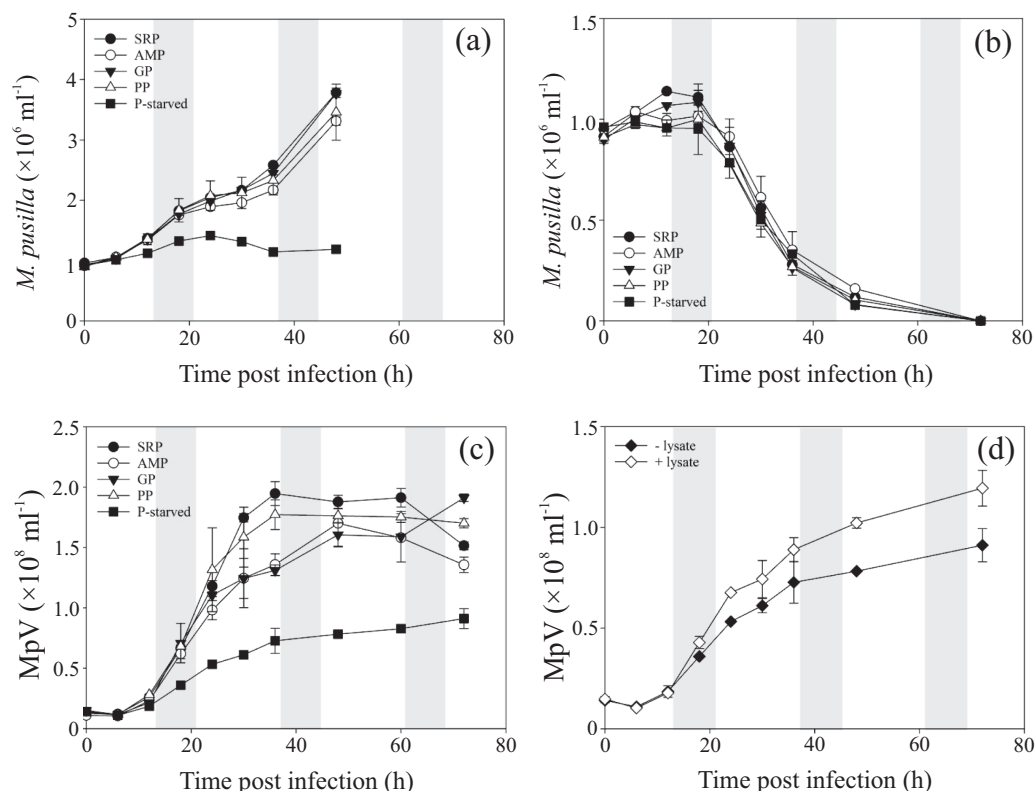 (a)
SRP
AMP
GP
PP
P-starved
5
4
3
2
1
0
M. pusilla (×10⁶ ml⁻¹)
0 20 40 60 80
Time post infection (h)
(b)
SRP
AMP
GP
PP
P-starved
1.5
1.0
0.5
0.0
M. pusilla (×10⁶ ml⁻¹)
0 20 40 60 80
Time post infection (h)
(c)
SRP
AMP
GP
PP
P-starved
2.5
2.0
1.5
1.0
0.5
0
MpV (×10⁸ ml⁻¹)
0 20 40 60 80
Time post infection (h)
(d)
- lysate
+ lysate
1.5
1.0
0.5
0
MpV (×10⁸ ml⁻¹)
0 20 40 60 80
Time post infection (h)